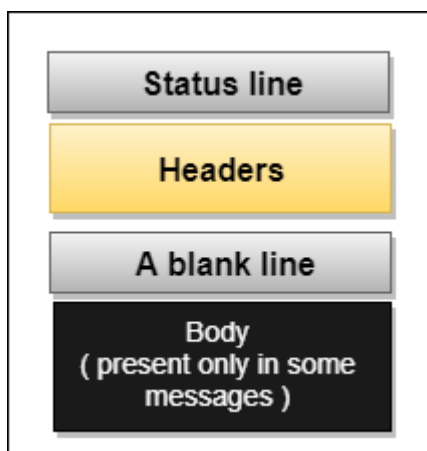 Status line
Headers
A blank line
Body
( present only in some
messages )